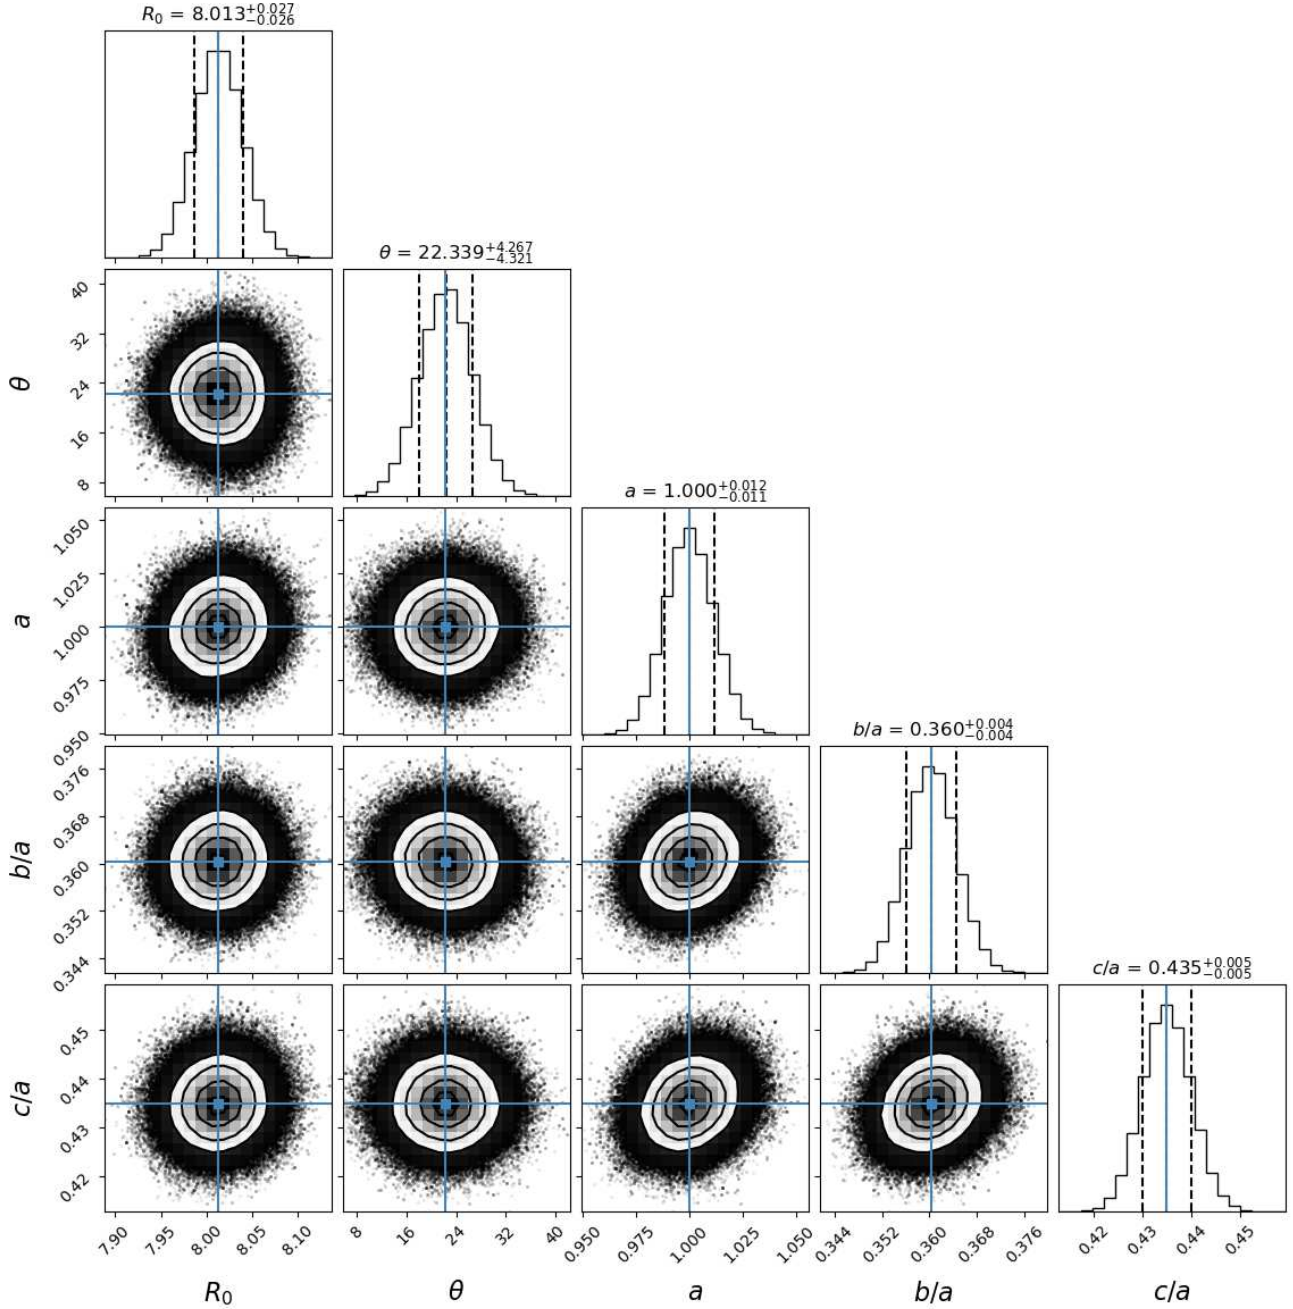 R₀ = 8.013^{+0.027}_{−0.026}
θ = 22.339^{+4.267}_{−4.321}
40
32
24
16
8
θ
a = 1.000^{+0.012}_{−0.011}
1.050
1.025
1.000
0.975
0.950
a
b/a = 0.360^{+0.004}_{−0.004}
0.376
0.368
0.360
0.352
0.344
b/a
c/a = 0.435^{+0.005}_{−0.005}
0.45
0.44
0.43
0.42
c/a
7.90 7.95 8.00 8.05 8.10
8 16 24 32 40
0.950 0.975 1.000 1.025 1.050
0.344 0.352 0.360 0.368 0.376
0.42 0.43 0.44 0.45
R₀ θ a b/a c/a